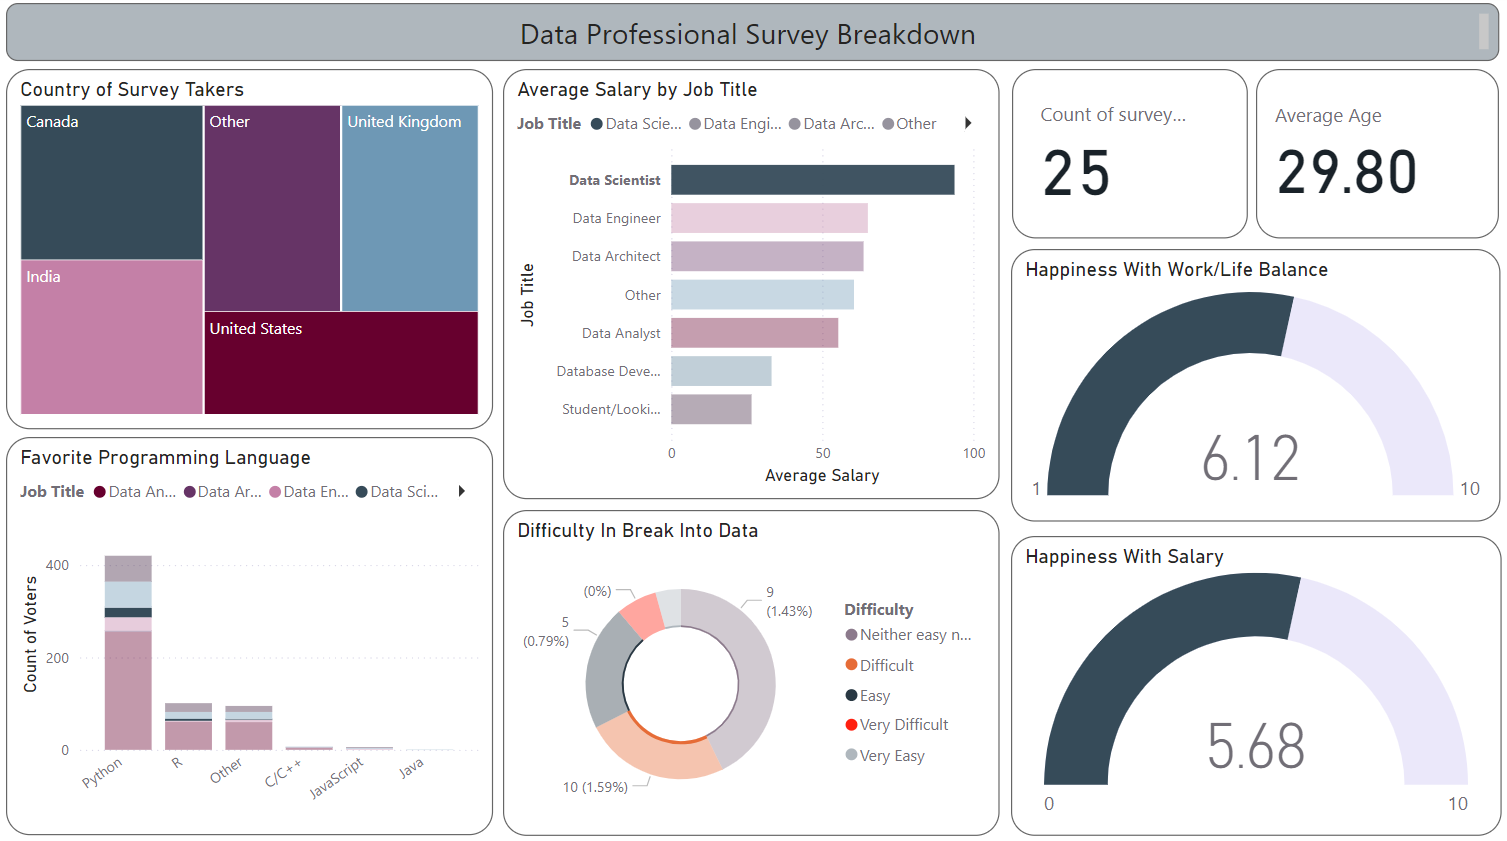 Data Professional Survey Breakdown
Country of Survey Takers
Canada
Other
United Kingdom
India
United States
Average Salary by Job Title
Job Title Data Scie... Data Engi... Data Arc... Other
Job Title
Data Scientist
Data Engineer
Data Architect
Other
Data Analyst
Database Deve...
Student/Looki...
0 50 100
Average Salary
Count of survey...
25
Average Age
29.80
Happiness With Work/Life Balance
6.12
1 10
Favorite Programming Language
Job Title Data An... Data Ar... Data En... Data Sci...
Count of Voters
400
200
0
Python
R
Other
C/C++
JavaScript
Java
Difficulty In Break Into Data
(0%)
9
(1.43%)
5
(0.79%)
10 (1.59%)
Difficulty
Neither easy n...
Difficult
Easy
Very Difficult
Very Easy
Happiness With Salary
5.68
0 10